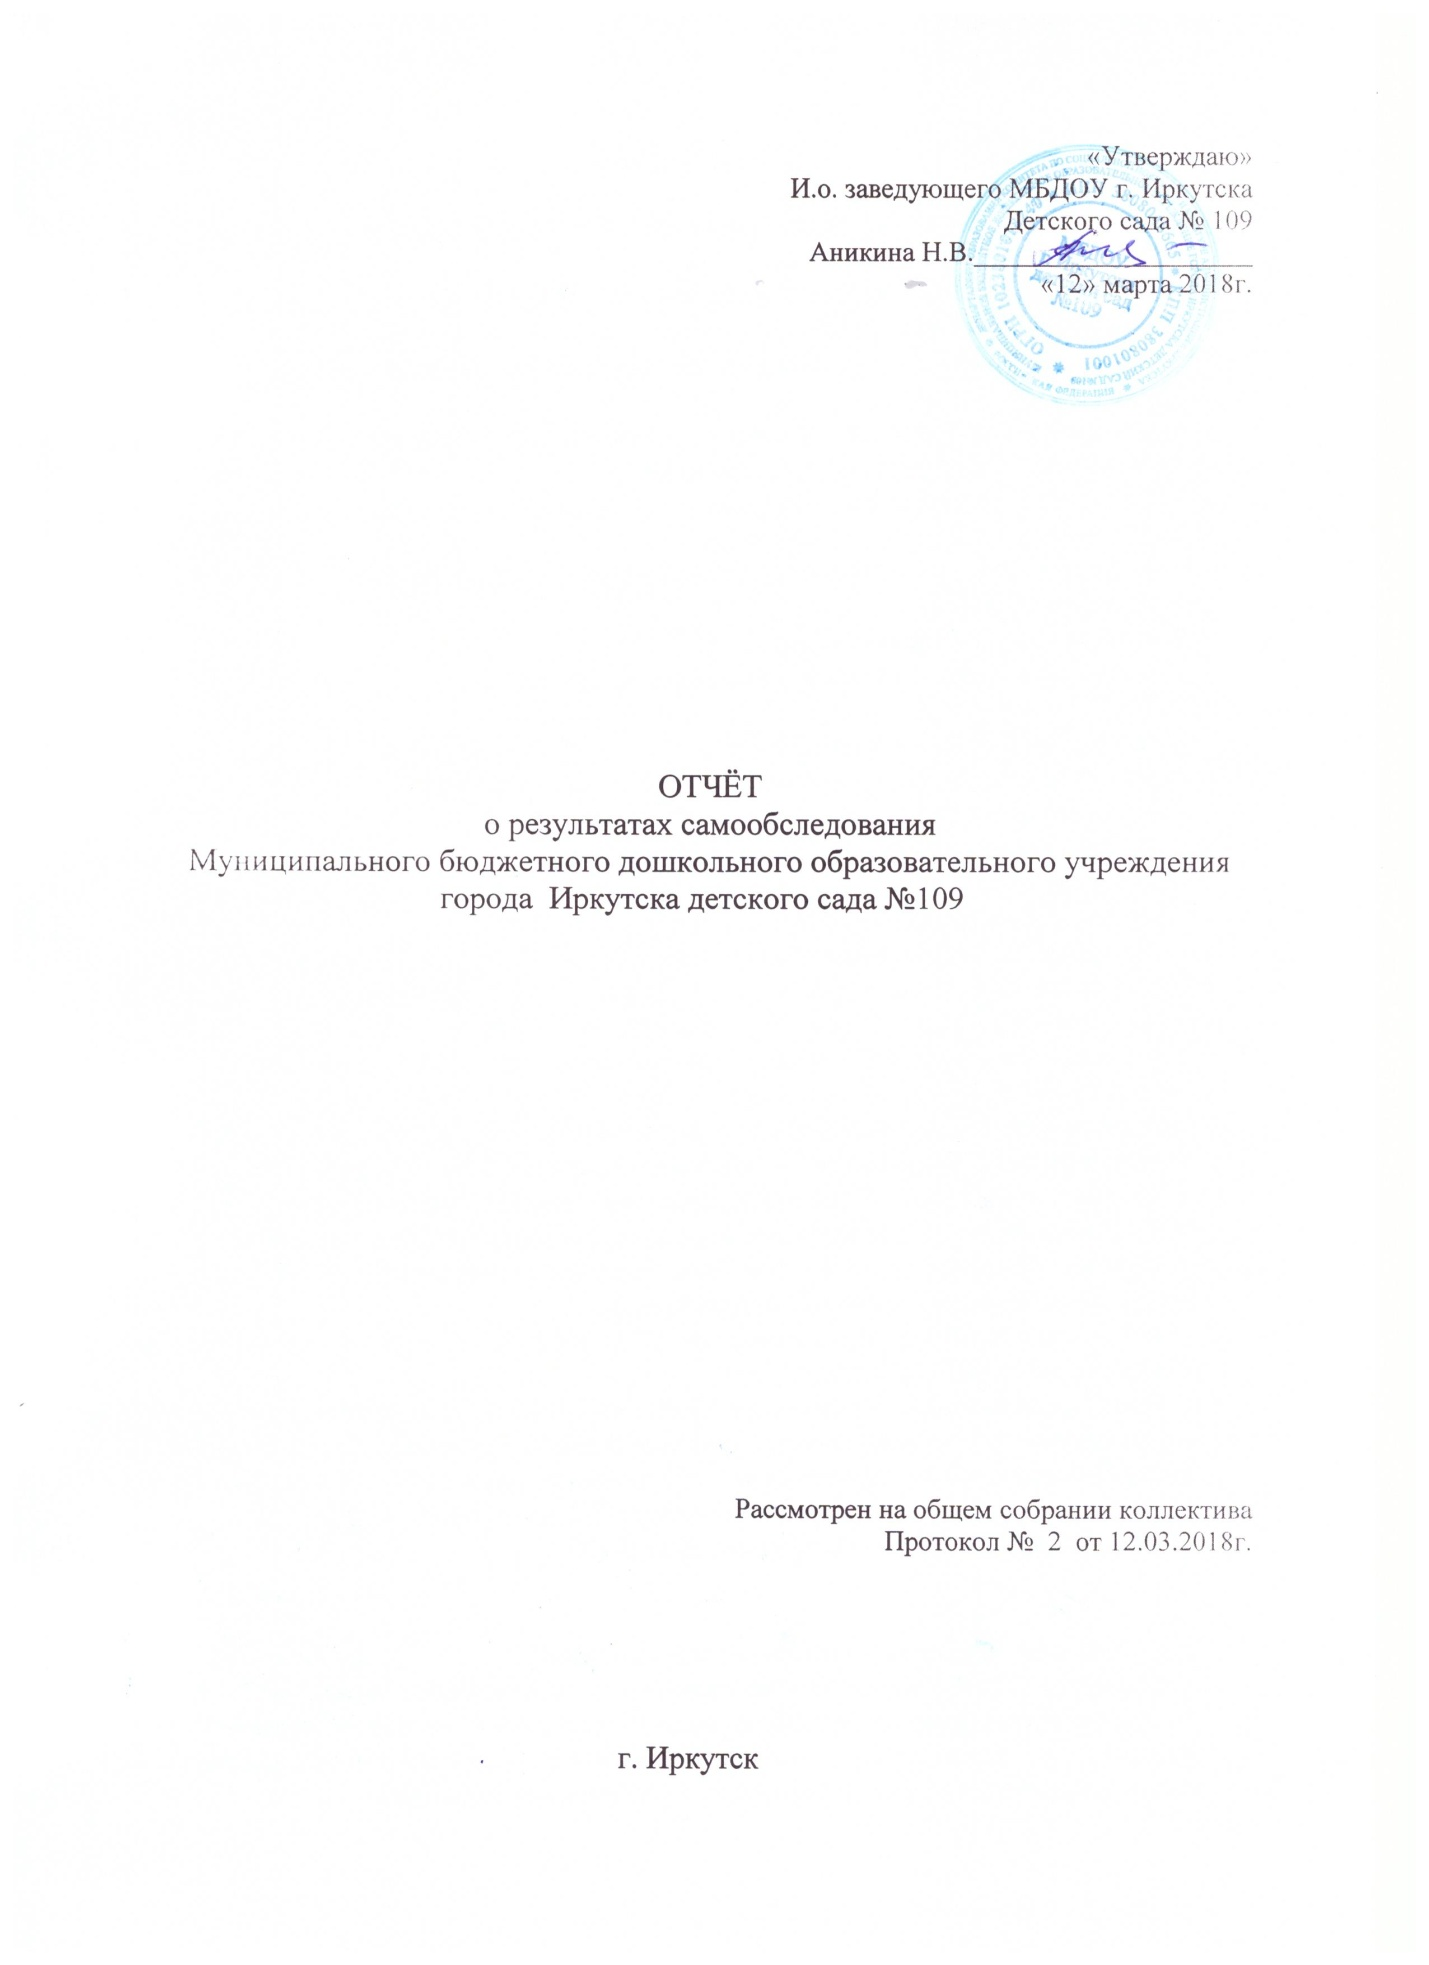 «Утверждаю»
И.о. заведующего МБДОУ г. Иркутска
Детского сада № 109
Аникина Н.В.____________________
«12» марта 2018г.
№109
ОТЧЁТ
о результатах самообследования
Муниципального бюджетного дошкольного образовательного учреждения
города Иркутска детского сада №109
Рассмотрен на общем собрании коллектива
Протокол № 2 от 12.03.2018г.
г. Иркутск